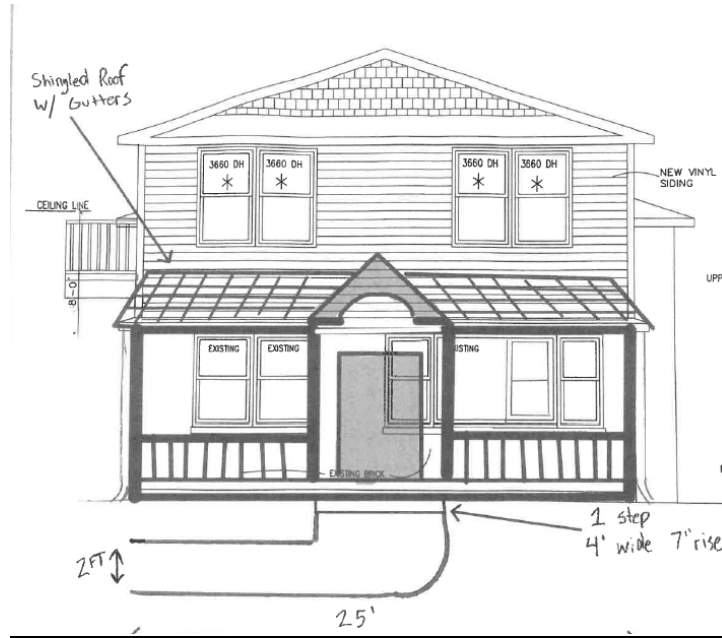 Shingled Roof
W/ Gutters
3660 DH
3660 DH
3660 DH
3660 DH
NEW VINYL
SIDING
CEILING LINE
8'-0"
UPP
EXISTING
EXISTING
ISTING
EXISTING BRICK
1 step
4' wide 7" rise
2FT
25'